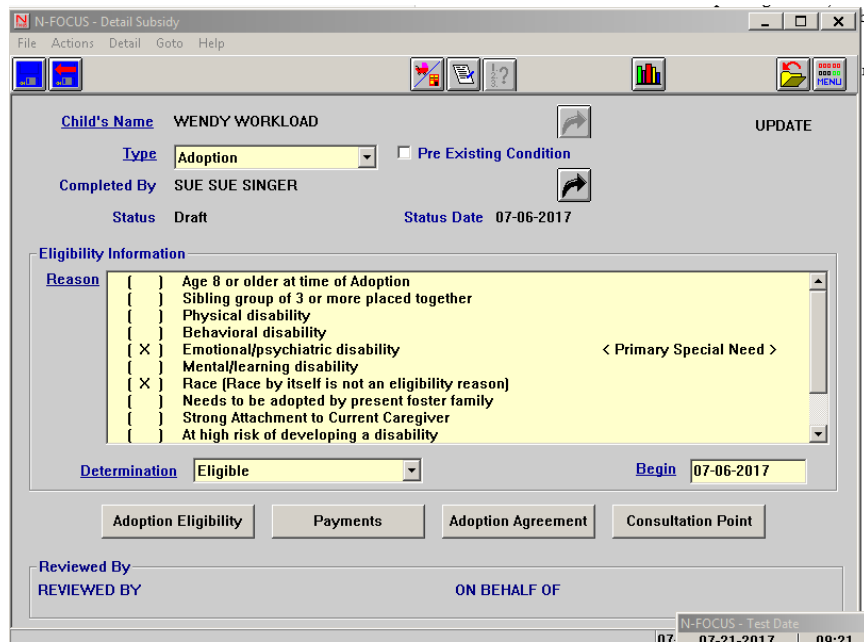 N-FOCUS - Detail Subsidy
File Actions Detail Goto Help
MENU
Child's Name WENDY WORKLOAD UPDATE
Type Adoption Pre Existing Condition
Completed By SUE SUE SINGER
Status Draft Status Date 07-06-2017
Eligibility Information
Reason [ ] Age 8 or older at time of Adoption
[ ] Sibling group of 3 or more placed together
[ ] Physical disability
[ ] Behavioral disability
[ X ] Emotional/psychiatric disability < Primary Special Need >
[ ] Mental/learning disability
[ X ] Race (Race by itself is not an eligibility reason)
[ ] Needs to be adopted by present foster family
[ ] Strong Attachment to Current Caregiver
[ ] At high risk of developing a disability
Determination Eligible Begin 07-06-2017
Adoption Eligibility Payments Adoption Agreement Consultation Point
Reviewed By
REVIEWED BY ON BEHALF OF
N-FOCUS - Test Date
07- 07-21-2017 09:21